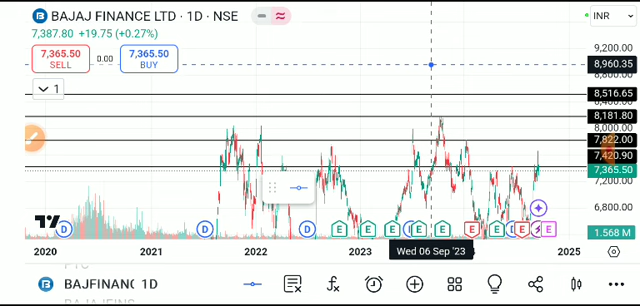 BAJAJ FINANCE LTD · 1D · NSE
INR
7,387.80 +19.75 (+0.27%)
9,200.00
7,365.50 SELL
0.00
7,365.50 BUY
8,960.35
8,800.00
1
8,516.65
8,400.00
8,181.80
8,000.00
7,822.00
7,420.90
7,365.50
7,200.00
6,800.00
1.568 M
D D D E E E E E E E E E
2020 2021 2022 Wed 06 Sep '23 2025
BAJFINANC 1D